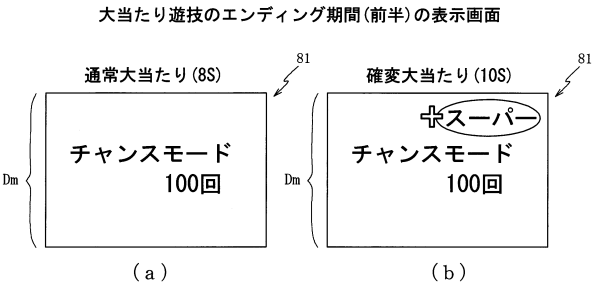 大当たり遊技のエンディング期間(前半)の表示画面
通常大当たり(8S)
81
Dm
チャンスモード
100回
(a)
確変大当たり(10S)
81
Dm
スーパー
チャンスモード
100回
(b)